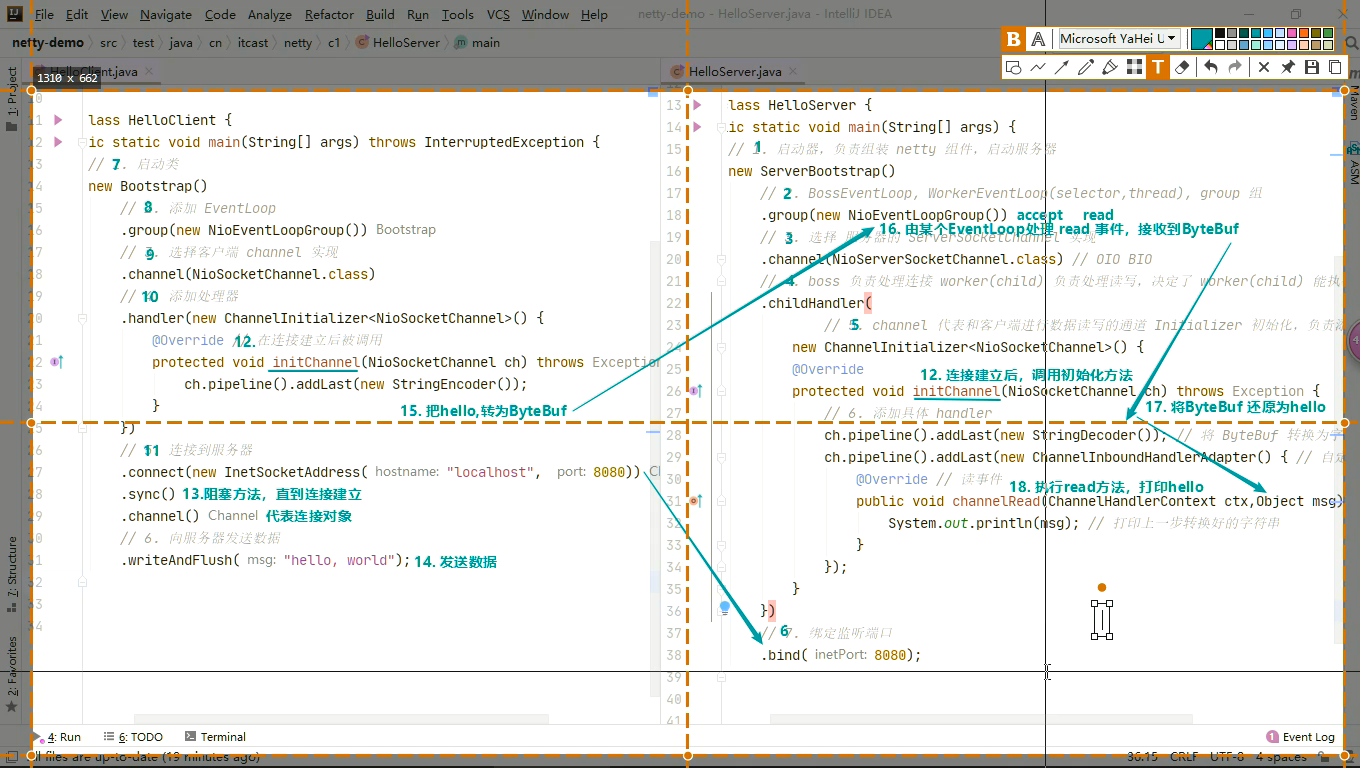 File Edit View Navigate Code Analyze Refactor Build Run Tools VCS Window Help netty-demo - HelloServer.java - IntelliJ IDEA
netty-demo src test java cn itcast netty c1 HelloServer main
B A Microsoft YaHei U
T
1310 x 662
HelloClient.java
HelloServer.java
1: Project
7: Structure
2: Favorites
Maven
ASM
10
11 lass HelloClient {
12 ic static void main(String[] args) throws InterruptedException {
13 // 7. 启动类
14 new Bootstrap()
15 // 8. 添加 EventLoop
16 .group(new NioEventLoopGroup()) Bootstrap
17 // 9. 选择客户端 channel 实现
18 .channel(NioSocketChannel.class)
19 // 10 添加处理器
20 .handler(new ChannelInitializer<NioSocketChannel>() {
21 @Override // 12. 在连接建立后被调用
22 protected void initChannel(NioSocketChannel ch) throws Exception
23 ch.pipeline().addLast(new StringEncoder());
24 }
15. 把hello,转为ByteBuf
25 })
26 // 11 连接到服务器
27 .connect(new InetSocketAddress( hostname: "localhost", port: 8080))
28 .sync() 13.阻塞方法，直到连接建立
29 .channel() Channel 代表连接对象
30 // 6. 向服务器发送数据
31 .writeAndFlush( msg: "hello, world"); 14. 发送数据
32
33
34
13 lass HelloServer {
14 ic static void main(String[] args) {
15 // 1. 启动器，负责组装 netty 组件，启动服务器
16 new ServerBootstrap()
17 // 2. BossEventLoop, WorkerEventLoop(selector,thread), group 组
18 .group(new NioEventLoopGroup()) accept read
16. 由某个EventLoop处理 read 事件，接收到ByteBuf
19 // 3 选择 服务器的 ServerSocketChannel 实现
20 .channel(NioServerSocketChannel.class) // OIO BIO
21 // 4. boss 负责处理连接 worker(child) 负责处理读写，决定了 worker(child) 能执
22 .childHandler(
23 // 5. channel 代表和客户端进行数据读写的通道 Initializer 初始化，负责添
24 new ChannelInitializer<NioSocketChannel>() {
25 @Override
12. 连接建立后，调用初始化方法
26 protected void initChannel(NioSocketChannel ch) throws Exception {
17. 将ByteBuf 还原为hello
27 // 6. 添加具体 handler
28 ch.pipeline().addLast(new StringDecoder()); // 将 ByteBuf 转换为字
29 ch.pipeline().addLast(new ChannelInboundHandlerAdapter() { // 自定
30 @Override // 读事件
18. 执行read方法，打印hello
31 public void channelRead(ChannelHandlerContext ctx,Object msg)
32 System.out.println(msg); // 打印上一步转换好的字符串
33 }
34 });
35 }
36 })
37 // 6 7. 绑定监听端口
38 .bind( inetPort: 8080);
39
40
41
4: Run 6: TODO Terminal
1 Event Log
All files are up-to-date (19 minutes ago)
36:15 CRLF UTF-8 4 spaces